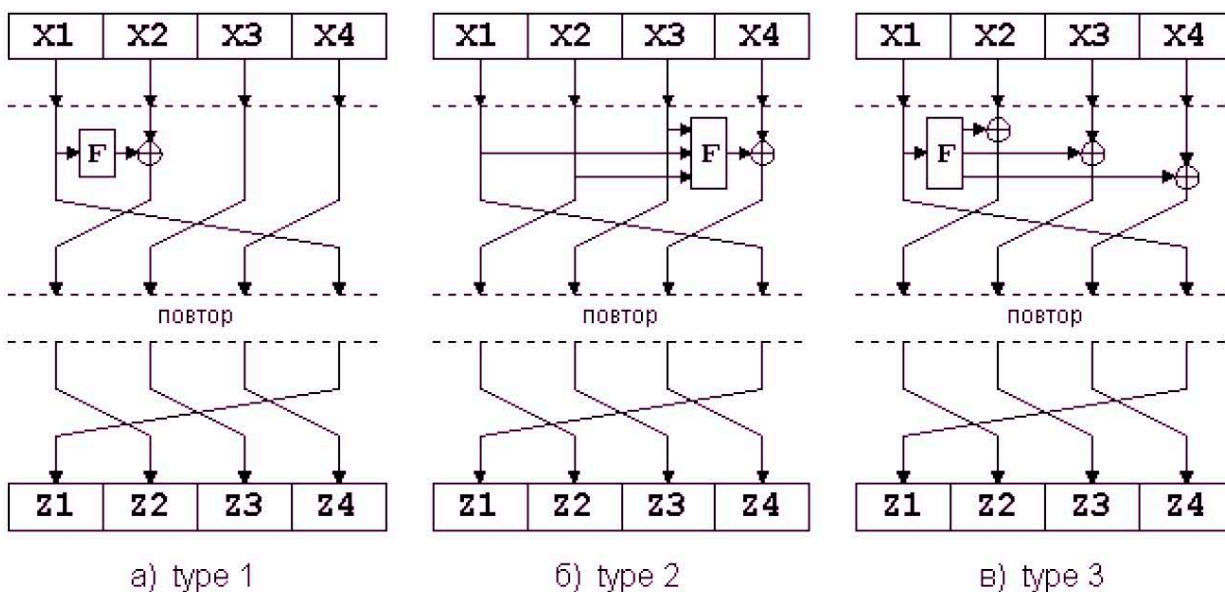 X1 X2 X3 X4 X1 X2 X3 X4 X1 X2 X3 X4
F F F
повтор повтор повтор
Z1 Z2 Z3 Z4 Z1 Z2 Z3 Z4 Z1 Z2 Z3 Z4
а) type 1 б) type 2 в) type 3